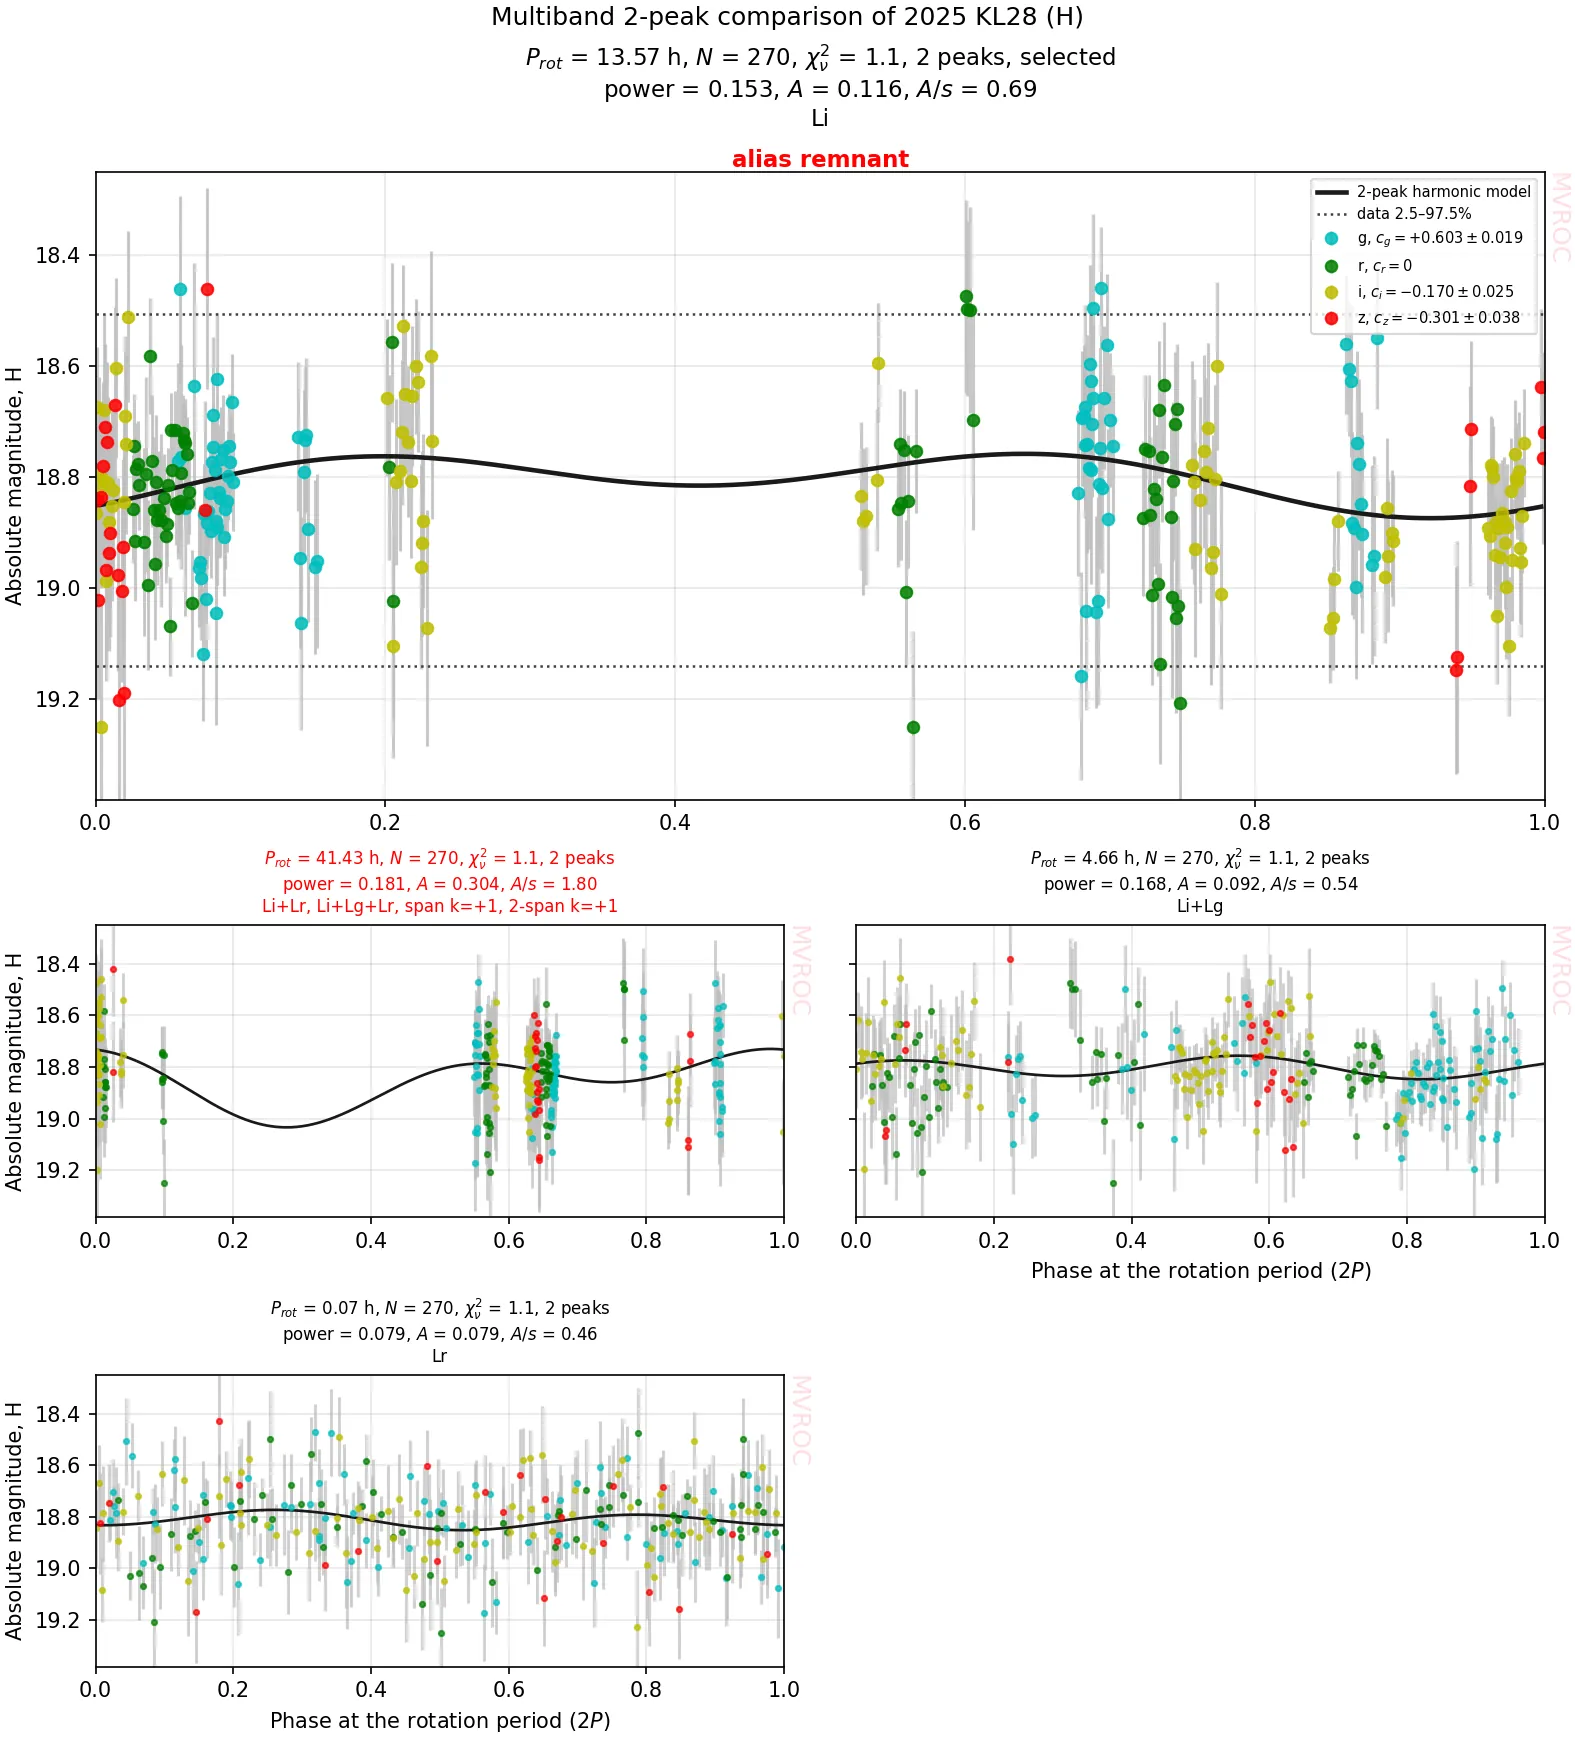 Multiband 2-peak comparison of 2025 KL28 (H)
P_rot = 13.57 h, N = 270, χ²_ν = 1.1, 2 peaks, selected
power = 0.153, A = 0.116, A/s = 0.69
Li
alias remnant
2-peak harmonic model
data 2.5–97.5%
g, c_g = +0.603 ± 0.019
r, c_r = 0
i, c_i = −0.170 ± 0.025
z, c_z = −0.301 ± 0.038
MVROC
Absolute magnitude, H
18.4
18.6
18.8
19.0
19.2
0.0 0.2 0.4 0.6 0.8 1.0
P_rot = 41.43 h, N = 270, χ²_ν = 1.1, 2 peaks
power = 0.181, A = 0.304, A/s = 1.80
Li+Lr, Li+Lg+Lr, span k=+1, 2-span k=+1
MVROC
Absolute magnitude, H
18.4
18.6
18.8
19.0
19.2
0.0 0.2 0.4 0.6 0.8 1.0
P_rot = 4.66 h, N = 270, χ²_ν = 1.1, 2 peaks
power = 0.168, A = 0.092, A/s = 0.54
Li+Lg
MVROC
0.0 0.2 0.4 0.6 0.8 1.0
Phase at the rotation period (2P)
P_rot = 0.07 h, N = 270, χ²_ν = 1.1, 2 peaks
power = 0.079, A = 0.079, A/s = 0.46
Lr
MVROC
Absolute magnitude, H
18.4
18.6
18.8
19.0
19.2
0.0 0.2 0.4 0.6 0.8 1.0
Phase at the rotation period (2P)